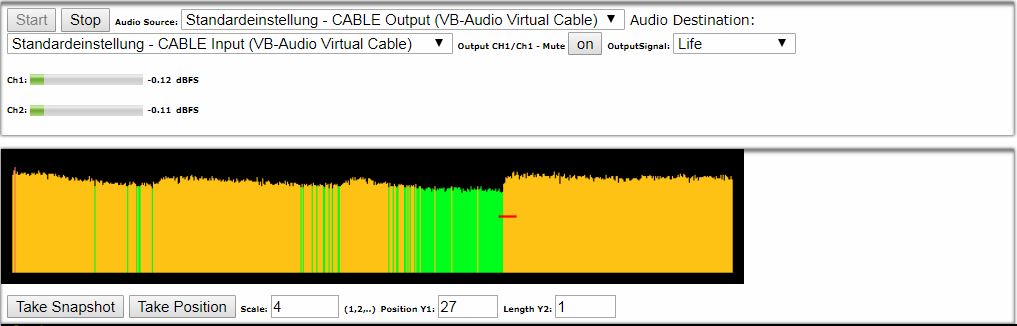 Start Stop Audio Source: Standardeinstellung - CABLE Output (VB-Audio Virtual Cable) Audio Destination:
Standardeinstellung - CABLE Input (VB-Audio Virtual Cable) Output CH1/Ch1 - Mute on OutputSignal: Life
Ch1: -0.12 dBFS
Ch2: -0.11 dBFS
Take Snapshot Take Position Scale: 4 (1,2,..) Position Y1: 27 Length Y2: 1